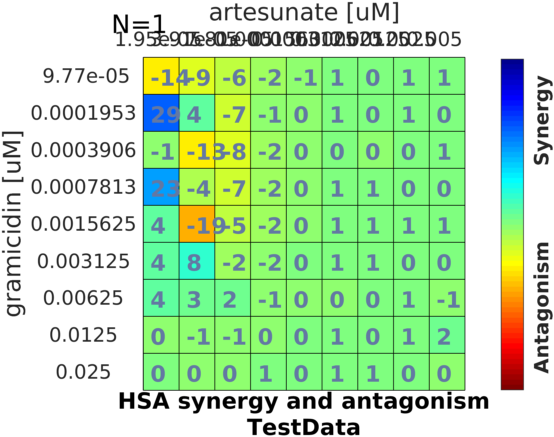 artesunate [uM]
N=1
9.77e-05 -14 -9 -6 -2 -1 1 0 1 1
0.0001953 29 4 -7 -1 0 1 0 1 0
0.0003906 -1 -13 -8 -2 0 0 0 0 1
0.0007813 23 -4 -7 -2 0 1 1 0 0
0.0015625 4 -19 -5 -2 0 1 1 1 1
0.003125 4 8 -2 -2 0 1 1 0 0
0.00625 4 3 2 -1 0 0 0 1 -1
0.0125 0 -1 -1 0 0 1 0 1 2
0.025 0 0 0 1 0 1 1 0 0
gramicidin [uM]
Synergy
Antagonism
HSA synergy and antagonism
TestData